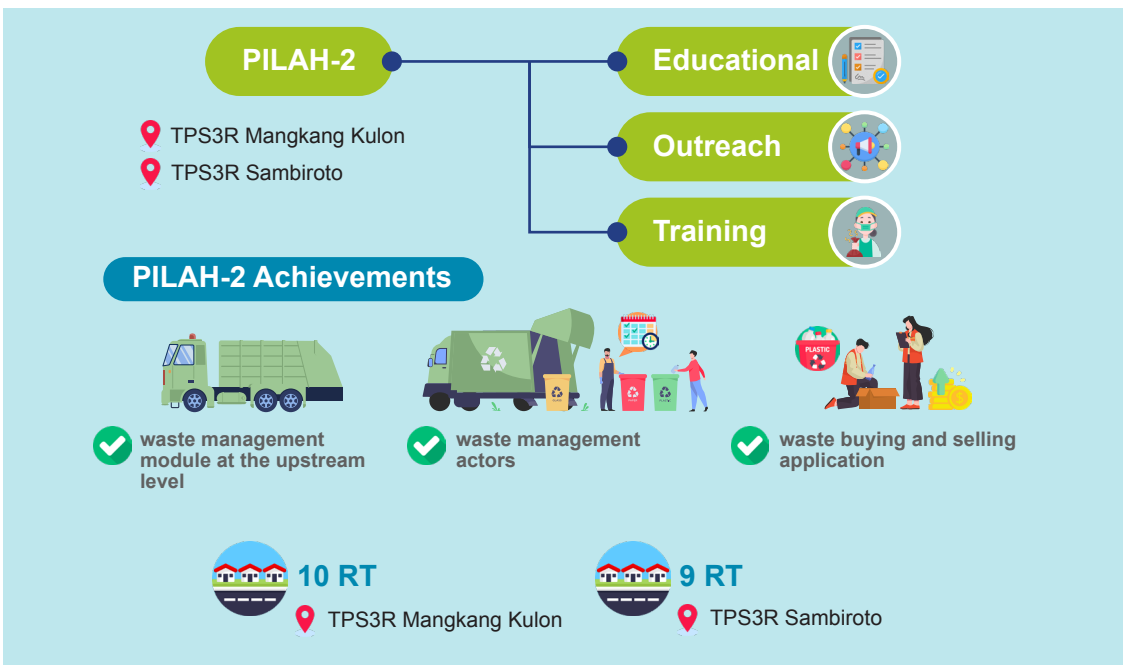 PILAH-2
Educational
Outreach
Training
TPS3R Mangkang Kulon
TPS3R Sambiroto
PILAH-2 Achievements
PLASTIC
waste management
module at the upstream
level
waste management
actors
waste buying and selling
application
10 RT
TPS3R Mangkang Kulon
9 RT
TPS3R Sambiroto